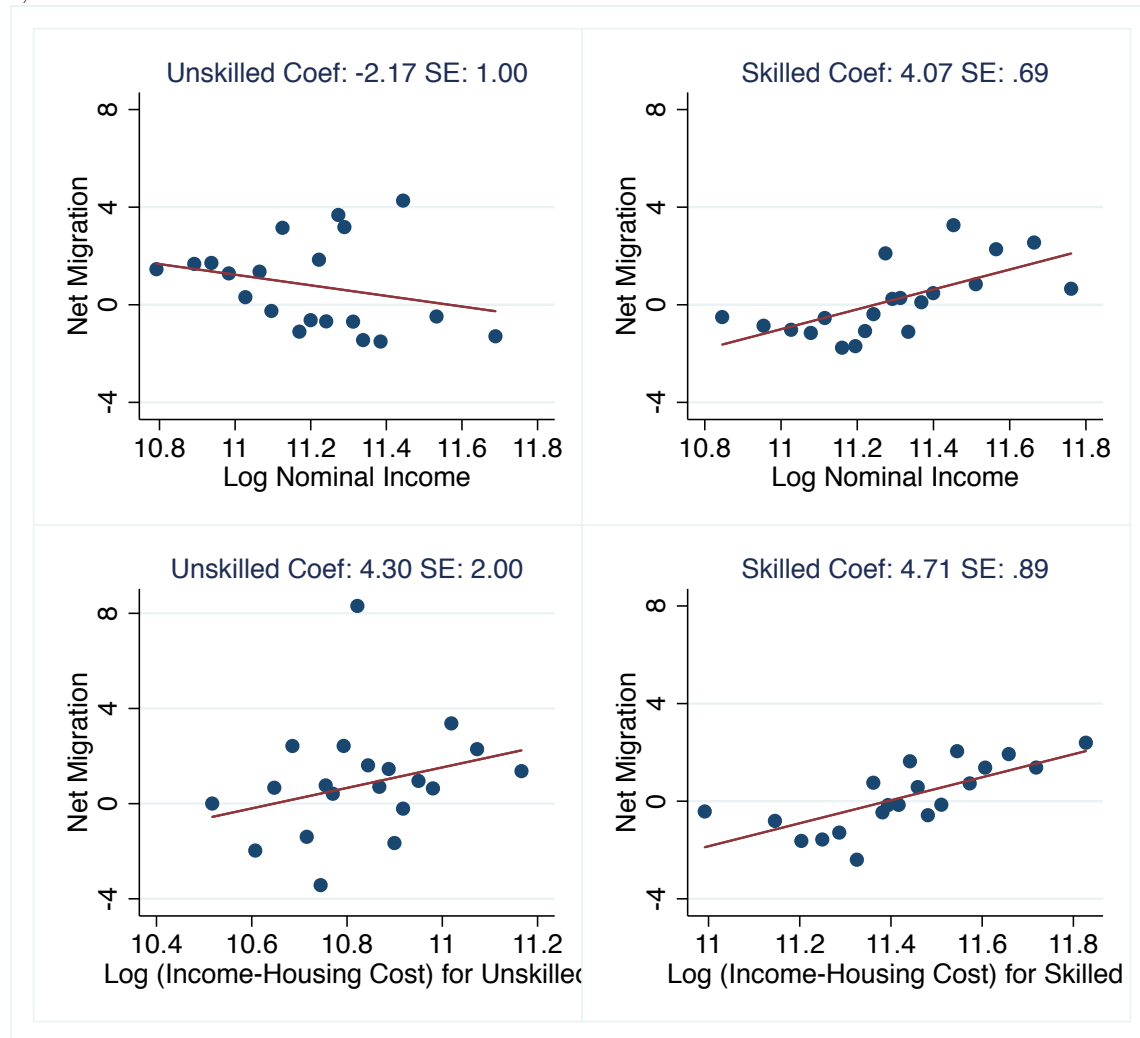 Unskilled Coef: -2.17 SE: 1.00
8
4
0
-4
Net Migration
10.8 11 11.2 11.4 11.6 11.8
Log Nominal Income
Skilled Coef: 4.07 SE: .69
8
4
0
-4
Net Migration
10.8 11 11.2 11.4 11.6 11.8
Log Nominal Income
Unskilled Coef: 4.30 SE: 2.00
8
4
0
-4
Net Migration
10.4 10.6 10.8 11 11.2
Log (Income-Housing Cost) for Unskilled
Skilled Coef: 4.71 SE: .89
8
4
0
-4
Net Migration
11 11.2 11.4 11.6 11.8
Log (Income-Housing Cost) for Skilled